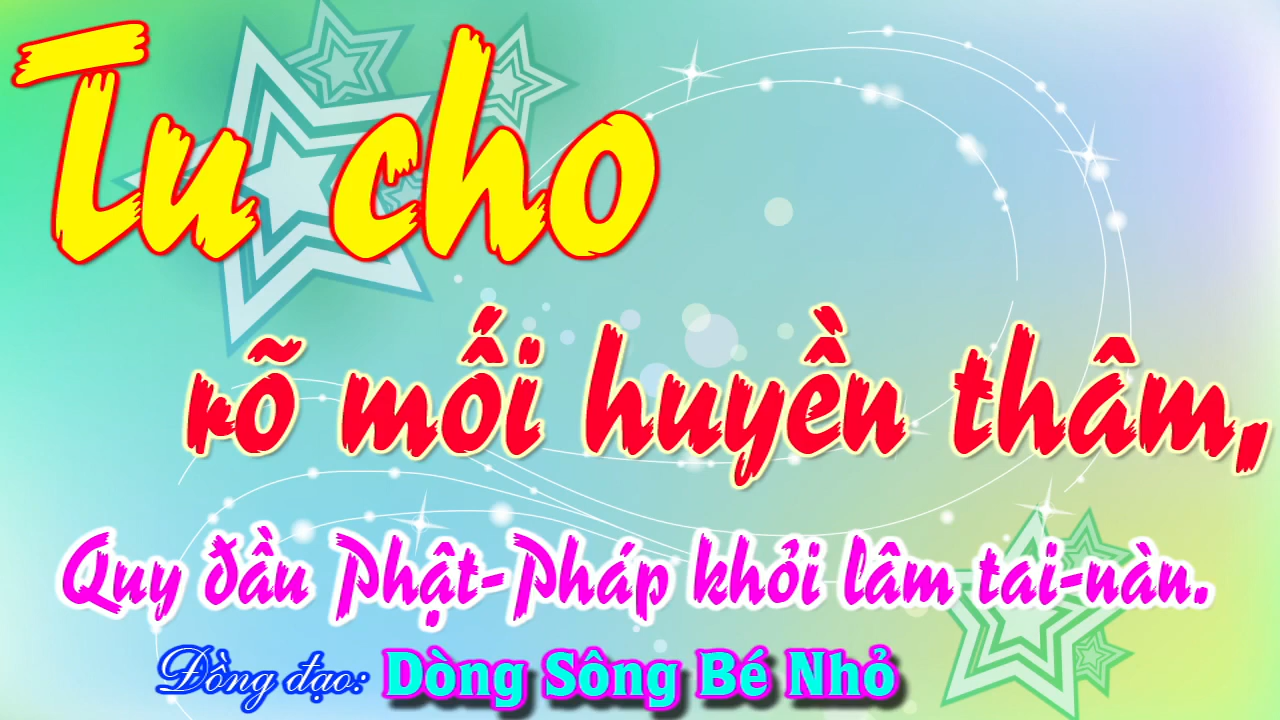 Tu cho
rõ mối huyền thâm,
Quy đầu Phật-Pháp khỏi lâm tai-nàn.
Đồng đạo: Dòng Sông Bé Nhỏ